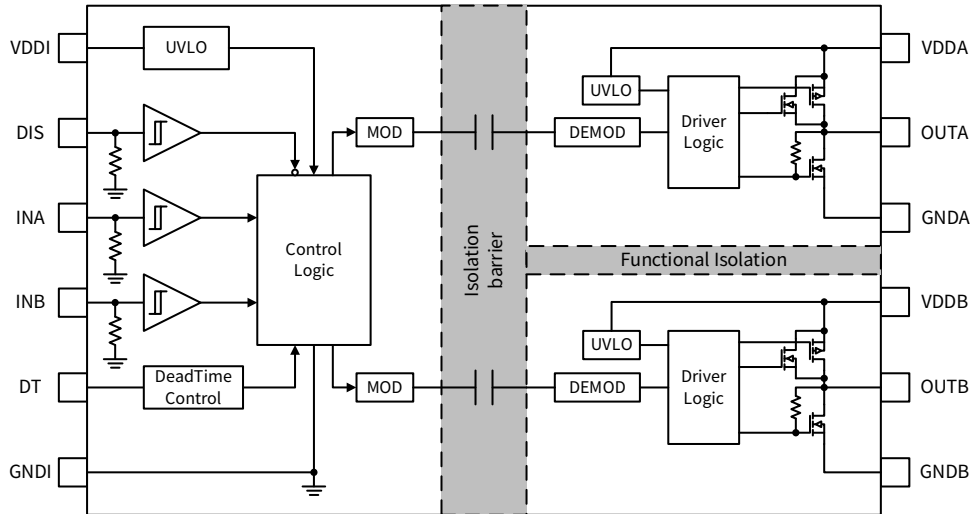 VDDI
UVLO
VDDA
UVLO
DIS
MOD
DEMOD
Driver
Logic
OUTA
INA
GNDA
Control
Logic
Isolation
barrier
Functional Isolation
INB
VDDB
UVLO
DT
DeadTime
Control
MOD
DEMOD
Driver
Logic
OUTB
GNDI
GNDB